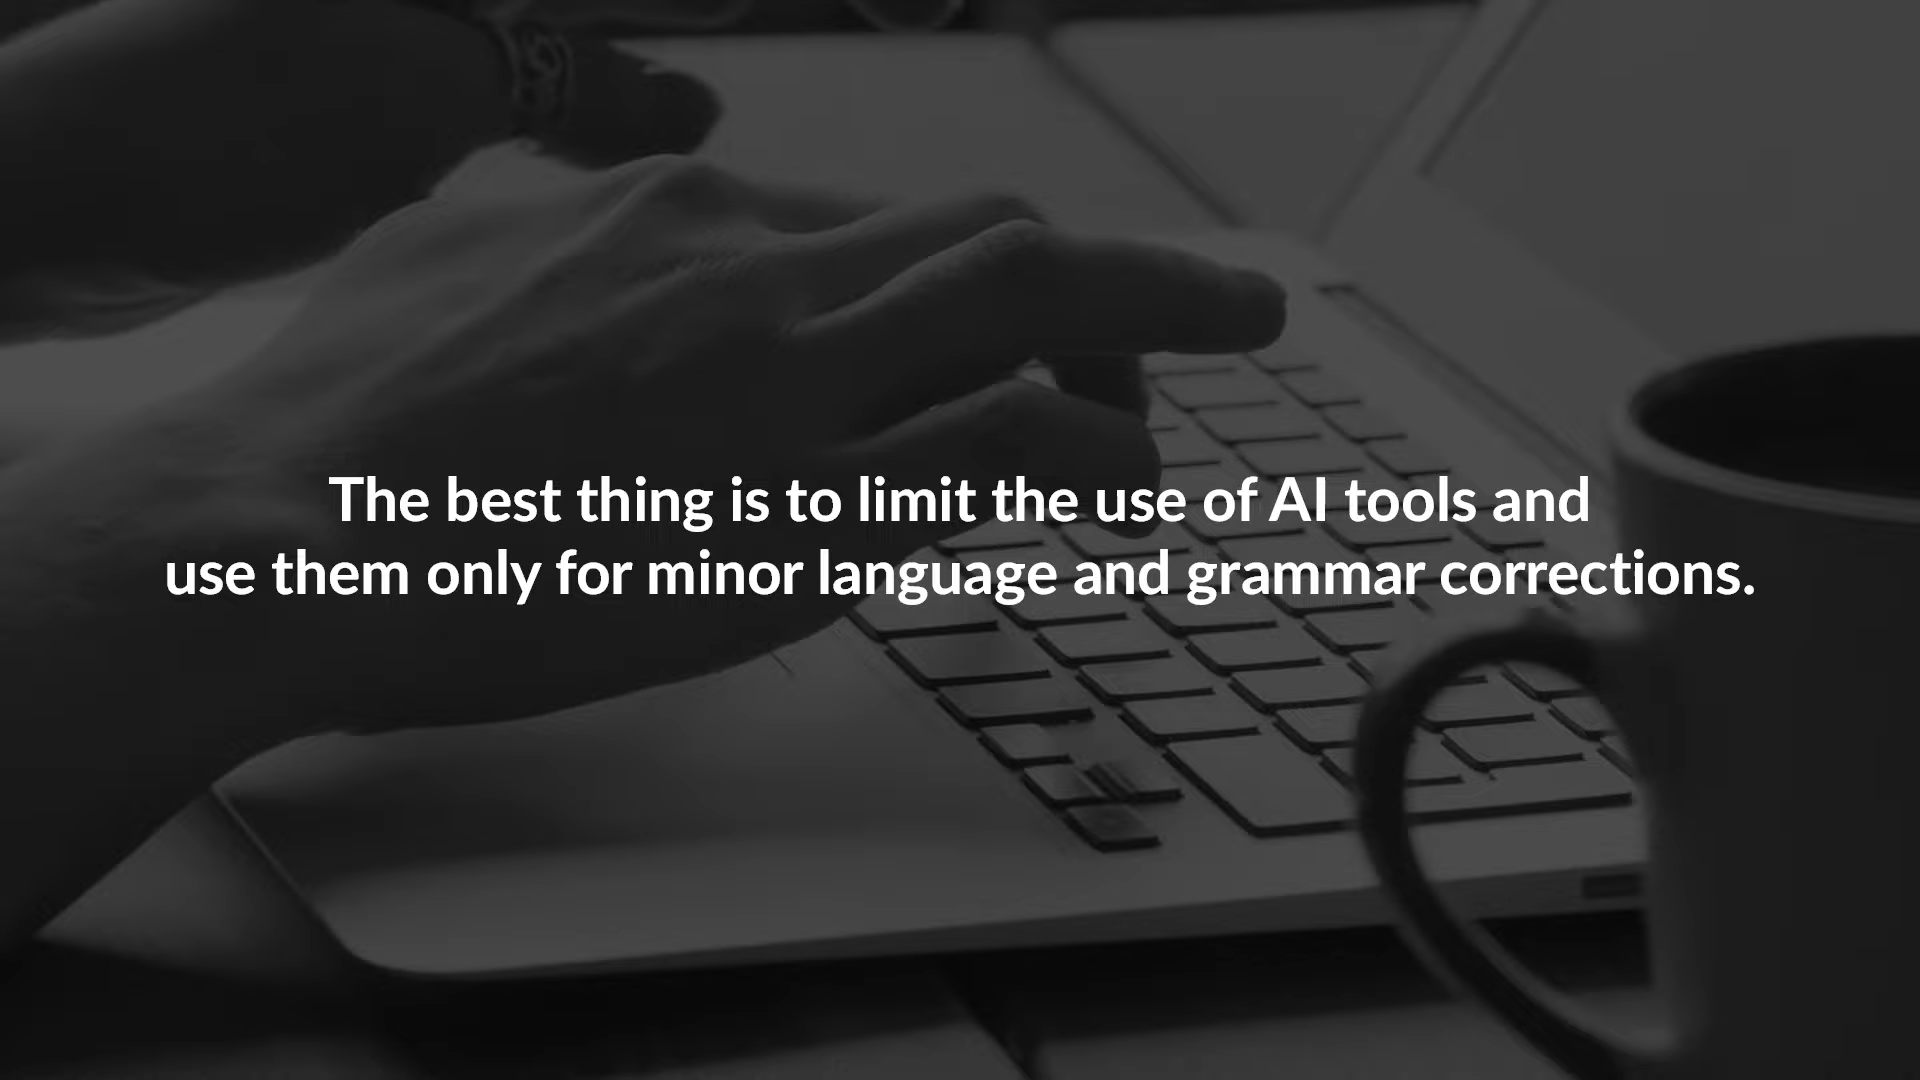 The best thing is to limit the use of AI tools and
use them only for minor language and grammar corrections.